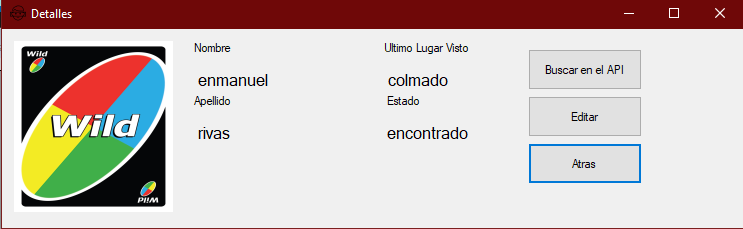 Detalles
Nombre
enmanuel
Apellido
rivas
Ultimo Lugar Visto
colmado
Estado
encontrado
Buscar en el API
Editar
Atras
Wild
Wild
Wild